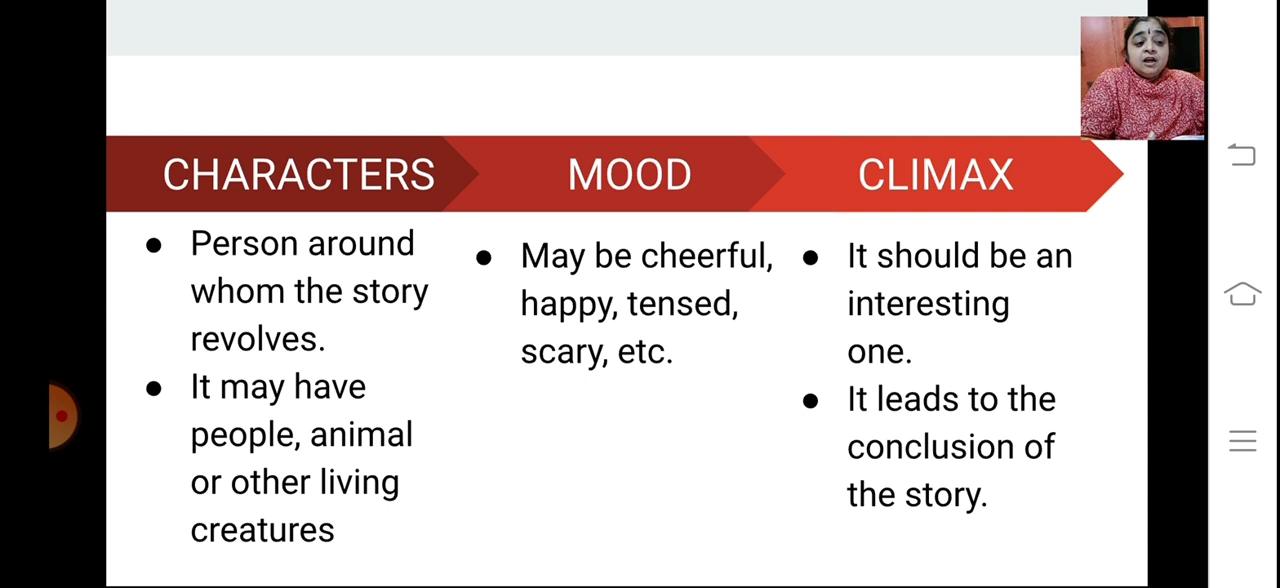 CHARACTERS
MOOD
CLIMAX
● Person around
whom the story
revolves.
● It may have
people, animal
or other living
creatures
● May be cheerful,
happy, tensed,
scary, etc.
● It should be an
interesting
one.
● It leads to the
conclusion of
the story.